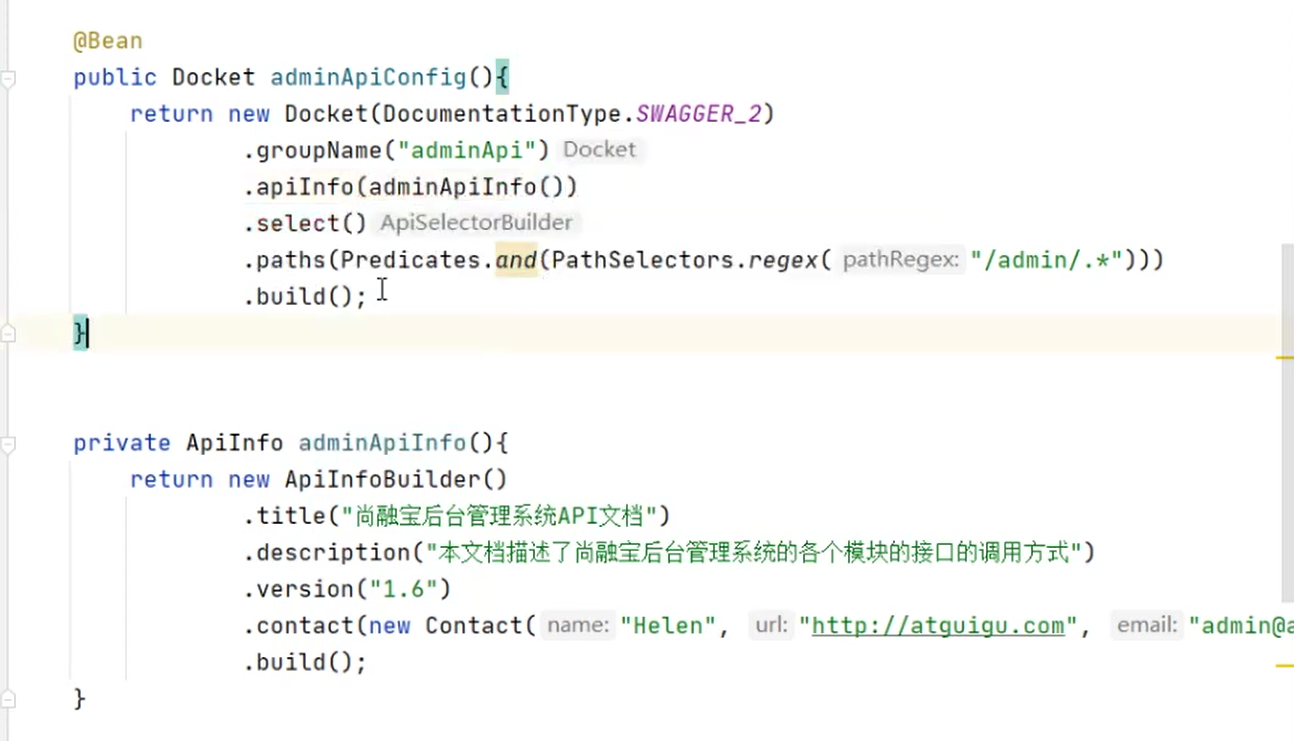 @Bean
public Docket adminApiConfig(){
return new Docket(DocumentationType.SWAGGER_2)
.groupName("adminApi") Docket
.apiInfo(adminApiInfo())
.select() ApiSelectorBuilder
.paths(Predicates.and(PathSelectors.regex( pathRegex: "/admin/.*")))
.build();
}
private ApiInfo adminApiInfo(){
return new ApiInfoBuilder()
.title("尚融宝后台管理系统API文档")
.description("本文档描述了尚融宝后台管理系统的各个模块的接口的调用方式")
.version("1.6")
.contact(new Contact( name: "Helen", url: "http://atguigu.com", email: "admin@a
.build();
}